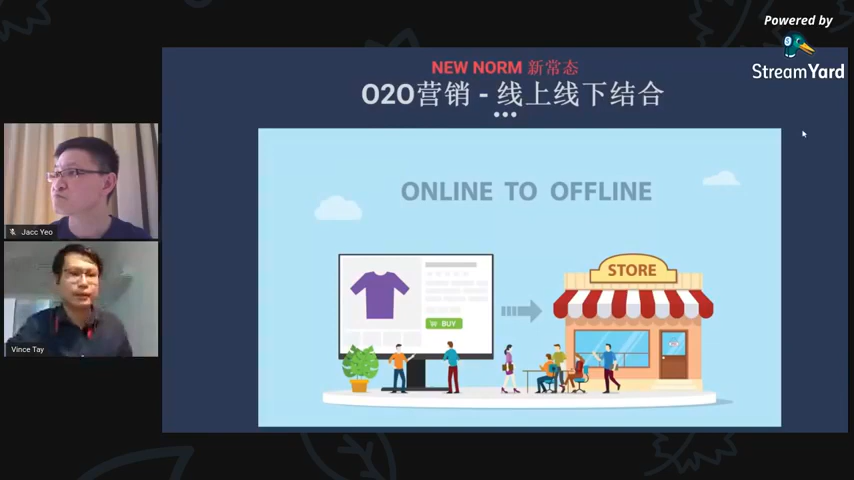 Powered by
StreamYard
NEW NORM 新常态
O2O营销 - 线上线下结合
ONLINE TO OFFLINE
STORE
BUY
Jacc Yeo
Vince Tay